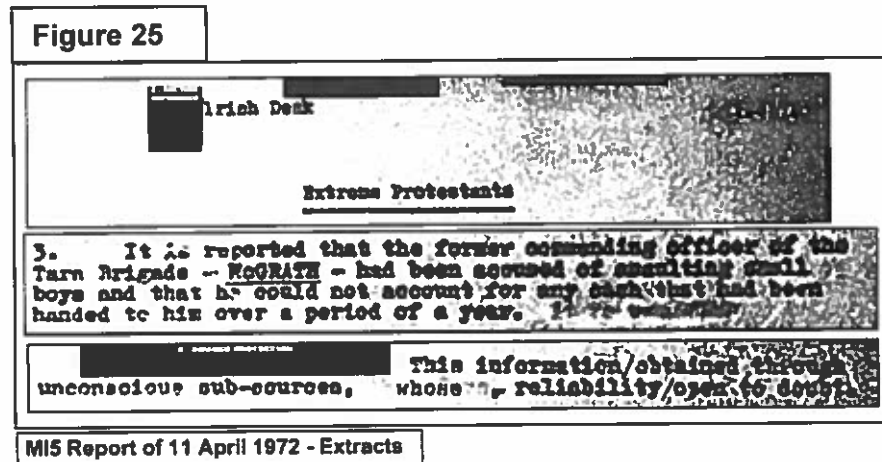 Figure 25
Irish Desk
Extreme Protestants
3. It is reported that the former commanding officer of the
Tarn Brigade - McGRATH - had been accused of assulting small
boys and that he could not account for any cash that had been
handed to him over a period of a year.
This information/obtained through
unconscious sub-sources, whose reliability/open to doubt.
MI5 Report of 11 April 1972 - Extracts